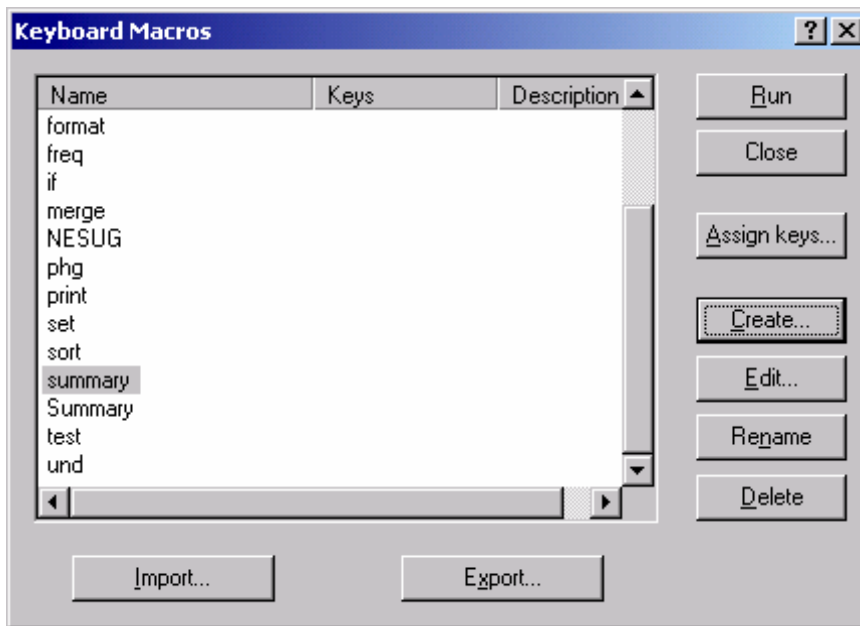 Keyboard Macros
Name Keys Description
format
freq
if
merge
NESUG
phg
print
set
sort
summary
Summary
test
und
Run
Close
Assign keys...
Create...
Edit...
Rename
Delete
Import... Export...